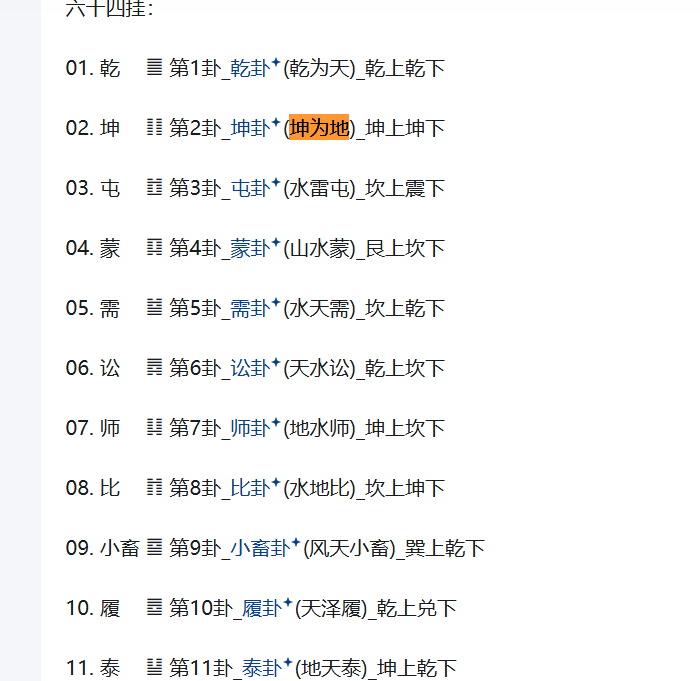 六十四挂：
01. 乾 ䷀ 第1卦_乾卦(乾为天)_乾上乾下
02. 坤 ䷁ 第2卦_坤卦(坤为地)_坤上坤下
03. 屯 ䷂ 第3卦_屯卦(水雷屯)_坎上震下
04. 蒙 ䷃ 第4卦_蒙卦(山水蒙)_艮上坎下
05. 需 ䷄ 第5卦_需卦(水天需)_坎上乾下
06. 讼 ䷅ 第6卦_讼卦(天水讼)_乾上坎下
07. 师 ䷆ 第7卦_师卦(地水师)_坤上坎下
08. 比 ䷇ 第8卦_比卦(水地比)_坎上坤下
09. 小畜 ䷈ 第9卦_小畜卦(风天小畜)_巽上乾下
10. 履 ䷉ 第10卦_履卦(天泽履)_乾上兑下
11. 泰 ䷊ 第11卦_泰卦(地天泰)_坤上乾下